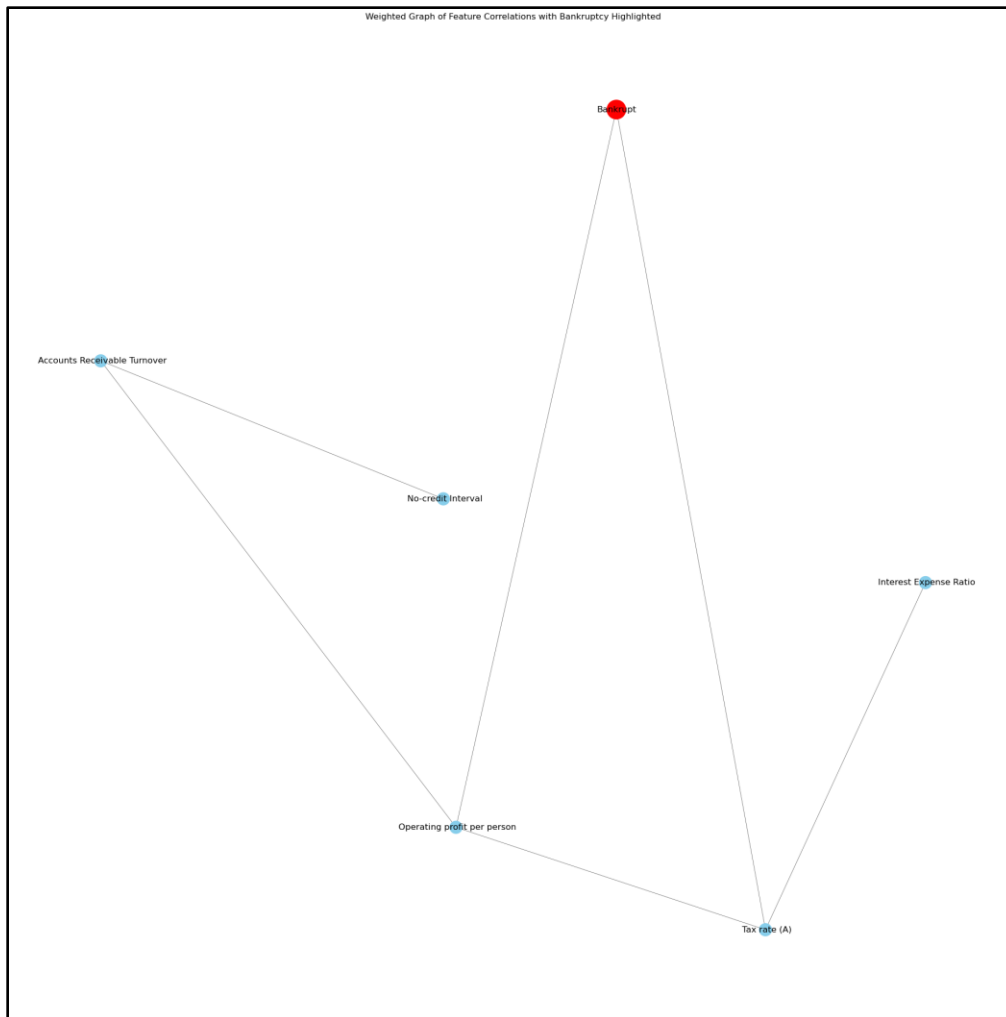 Weighted Graph of Feature Correlations with Bankruptcy Highlighted
Bankrupt
Accounts Receivable Turnover
No-credit Interval
Interest Expense Ratio
Operating profit per person
Tax rate (A)